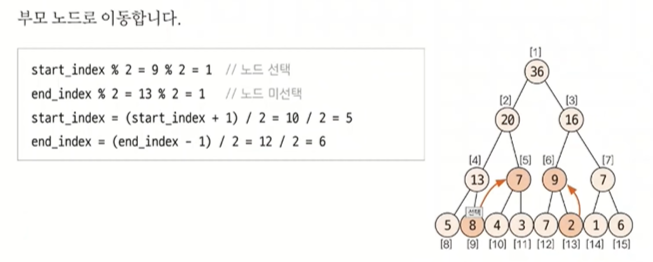 부모 노드로 이동합니다.
start_index % 2 = 9 % 2 = 1 // 노드 선택
end_index % 2 = 13 % 2 = 1 // 노드 미선택
start_index = (start_index + 1) / 2 = 10 / 2 = 5
end_index = (end_index - 1) / 2 = 12 / 2 = 6
[1]
36
[2] [3]
20 16
[4] [5] [6] [7]
13 7 9 7
선택
5 8 4 3 7 2 1 6
[8] [9] [10] [11] [12] [13] [14] [15]